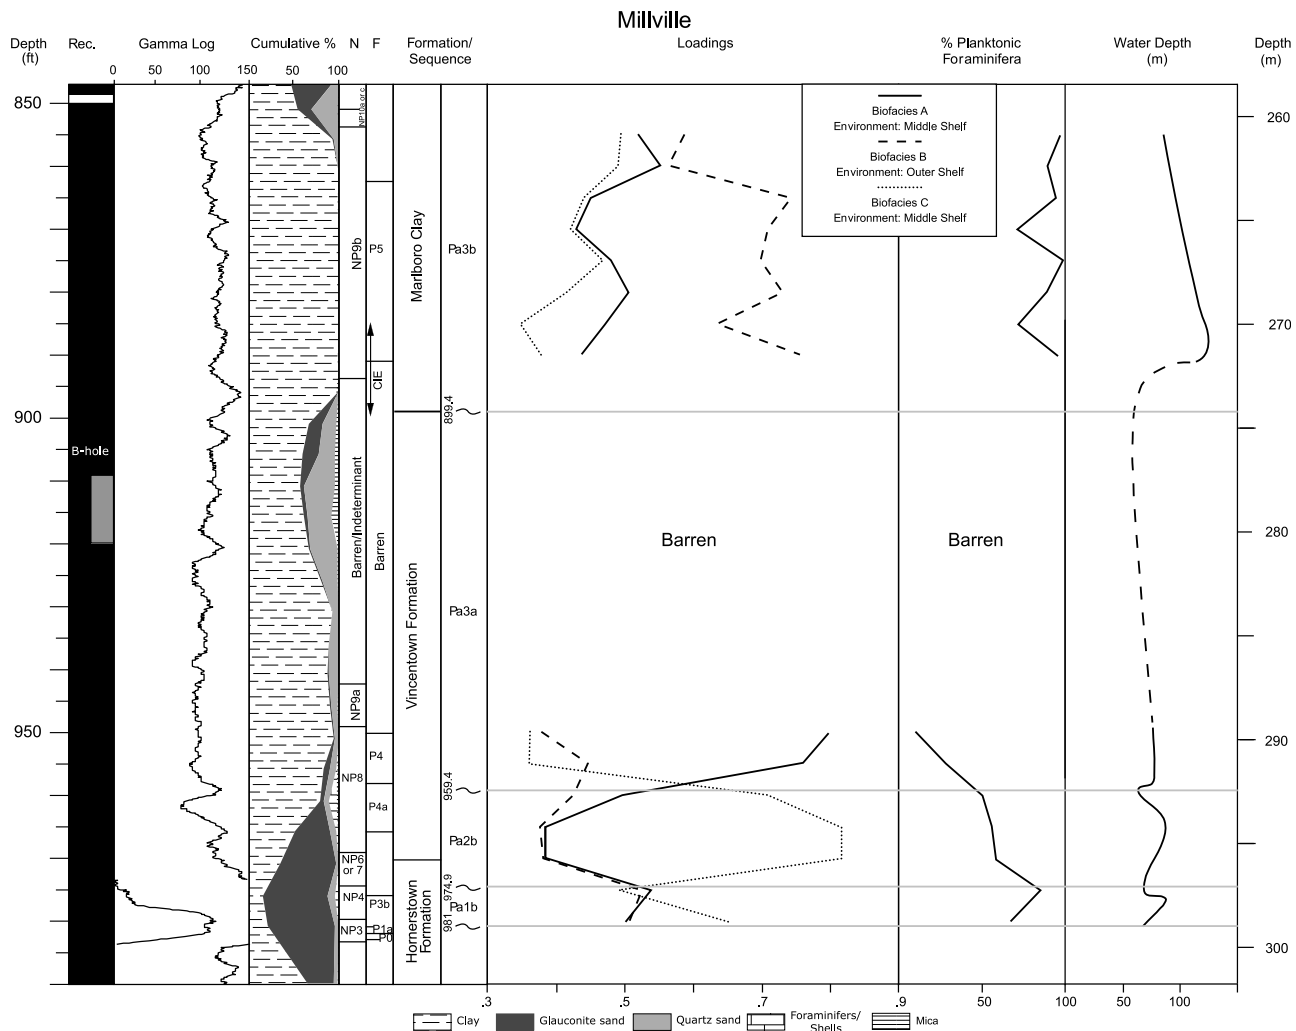 Millville
Depth
(ft)
Rec.
Gamma Log
Cumulative %
N
F
Formation/
Sequence
Loadings
% Planktonic
Foraminifera
Water Depth
(m)
Depth
(m)
0
50
100
150
50
100
850
900
950
B-hole
NP10a or c
NP9b
Barren/Indeterminant
NP9a
NP8
NP6
or 7
NP4
NP3
P5
CIE
Barren
P4
P4a
P3b
P1a
P0
Marlboro Clay
Vincentown Formation
Hornerstown
Formation
Pa3b
899.4
Pa3a
959.4
Pa2b
974.9
Pa1b
981
Biofacies A
Environment: Middle Shelf
Biofacies B
Environment: Outer Shelf
Biofacies C
Environment: Middle Shelf
Barren
Barren
260
270
280
290
300
.3
.5
.7
.9
50
100
50
100
Clay
Glauconite sand
Quartz sand
Foraminifers/
Shells
Mica